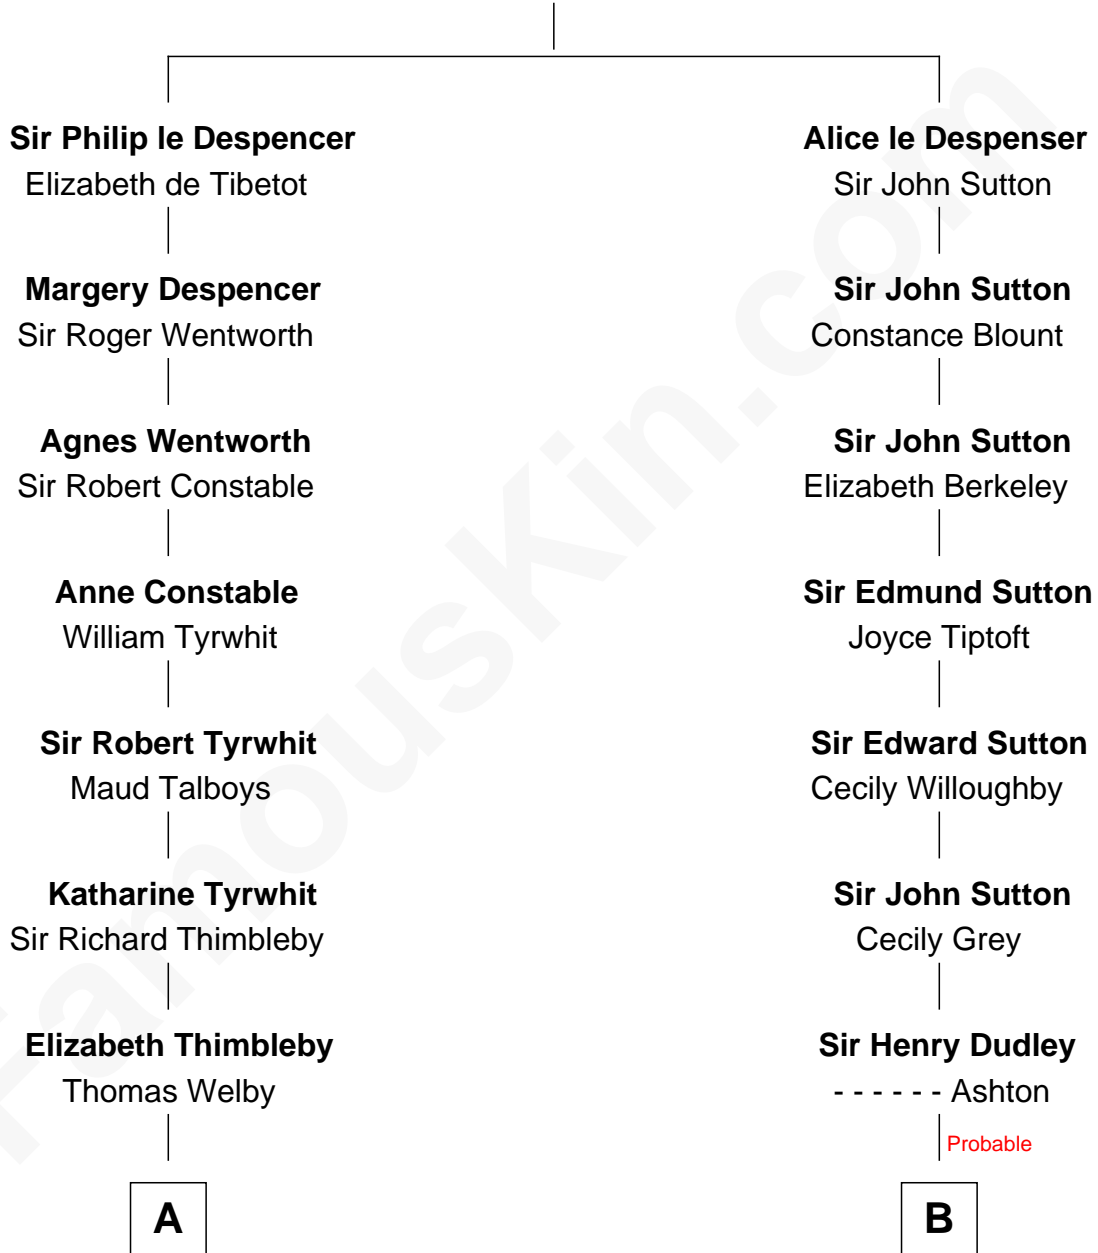 Sir Philip le Despencer
Elizabeth de Tibetot
Margery Despencer
Sir Roger Wentworth
Agnes Wentworth
Sir Robert Constable
Anne Constable
William Tyrwhit
Sir Robert Tyrwhit
Maud Talboys
Katharine Tyrwhit
Sir Richard Thimbleby
Elizabeth Thimbleby
Thomas Welby
A
Alice le Despenser
Sir John Sutton
Sir John Sutton
Constance Blount
Sir John Sutton
Elizabeth Berkeley
Sir Edmund Sutton
Joyce Tiptoft
Sir Edward Sutton
Cecily Willoughby
Sir John Sutton
Cecily Grey
Sir Henry Dudley
- - - - - - Ashton
Probable
B
FamousKin.com